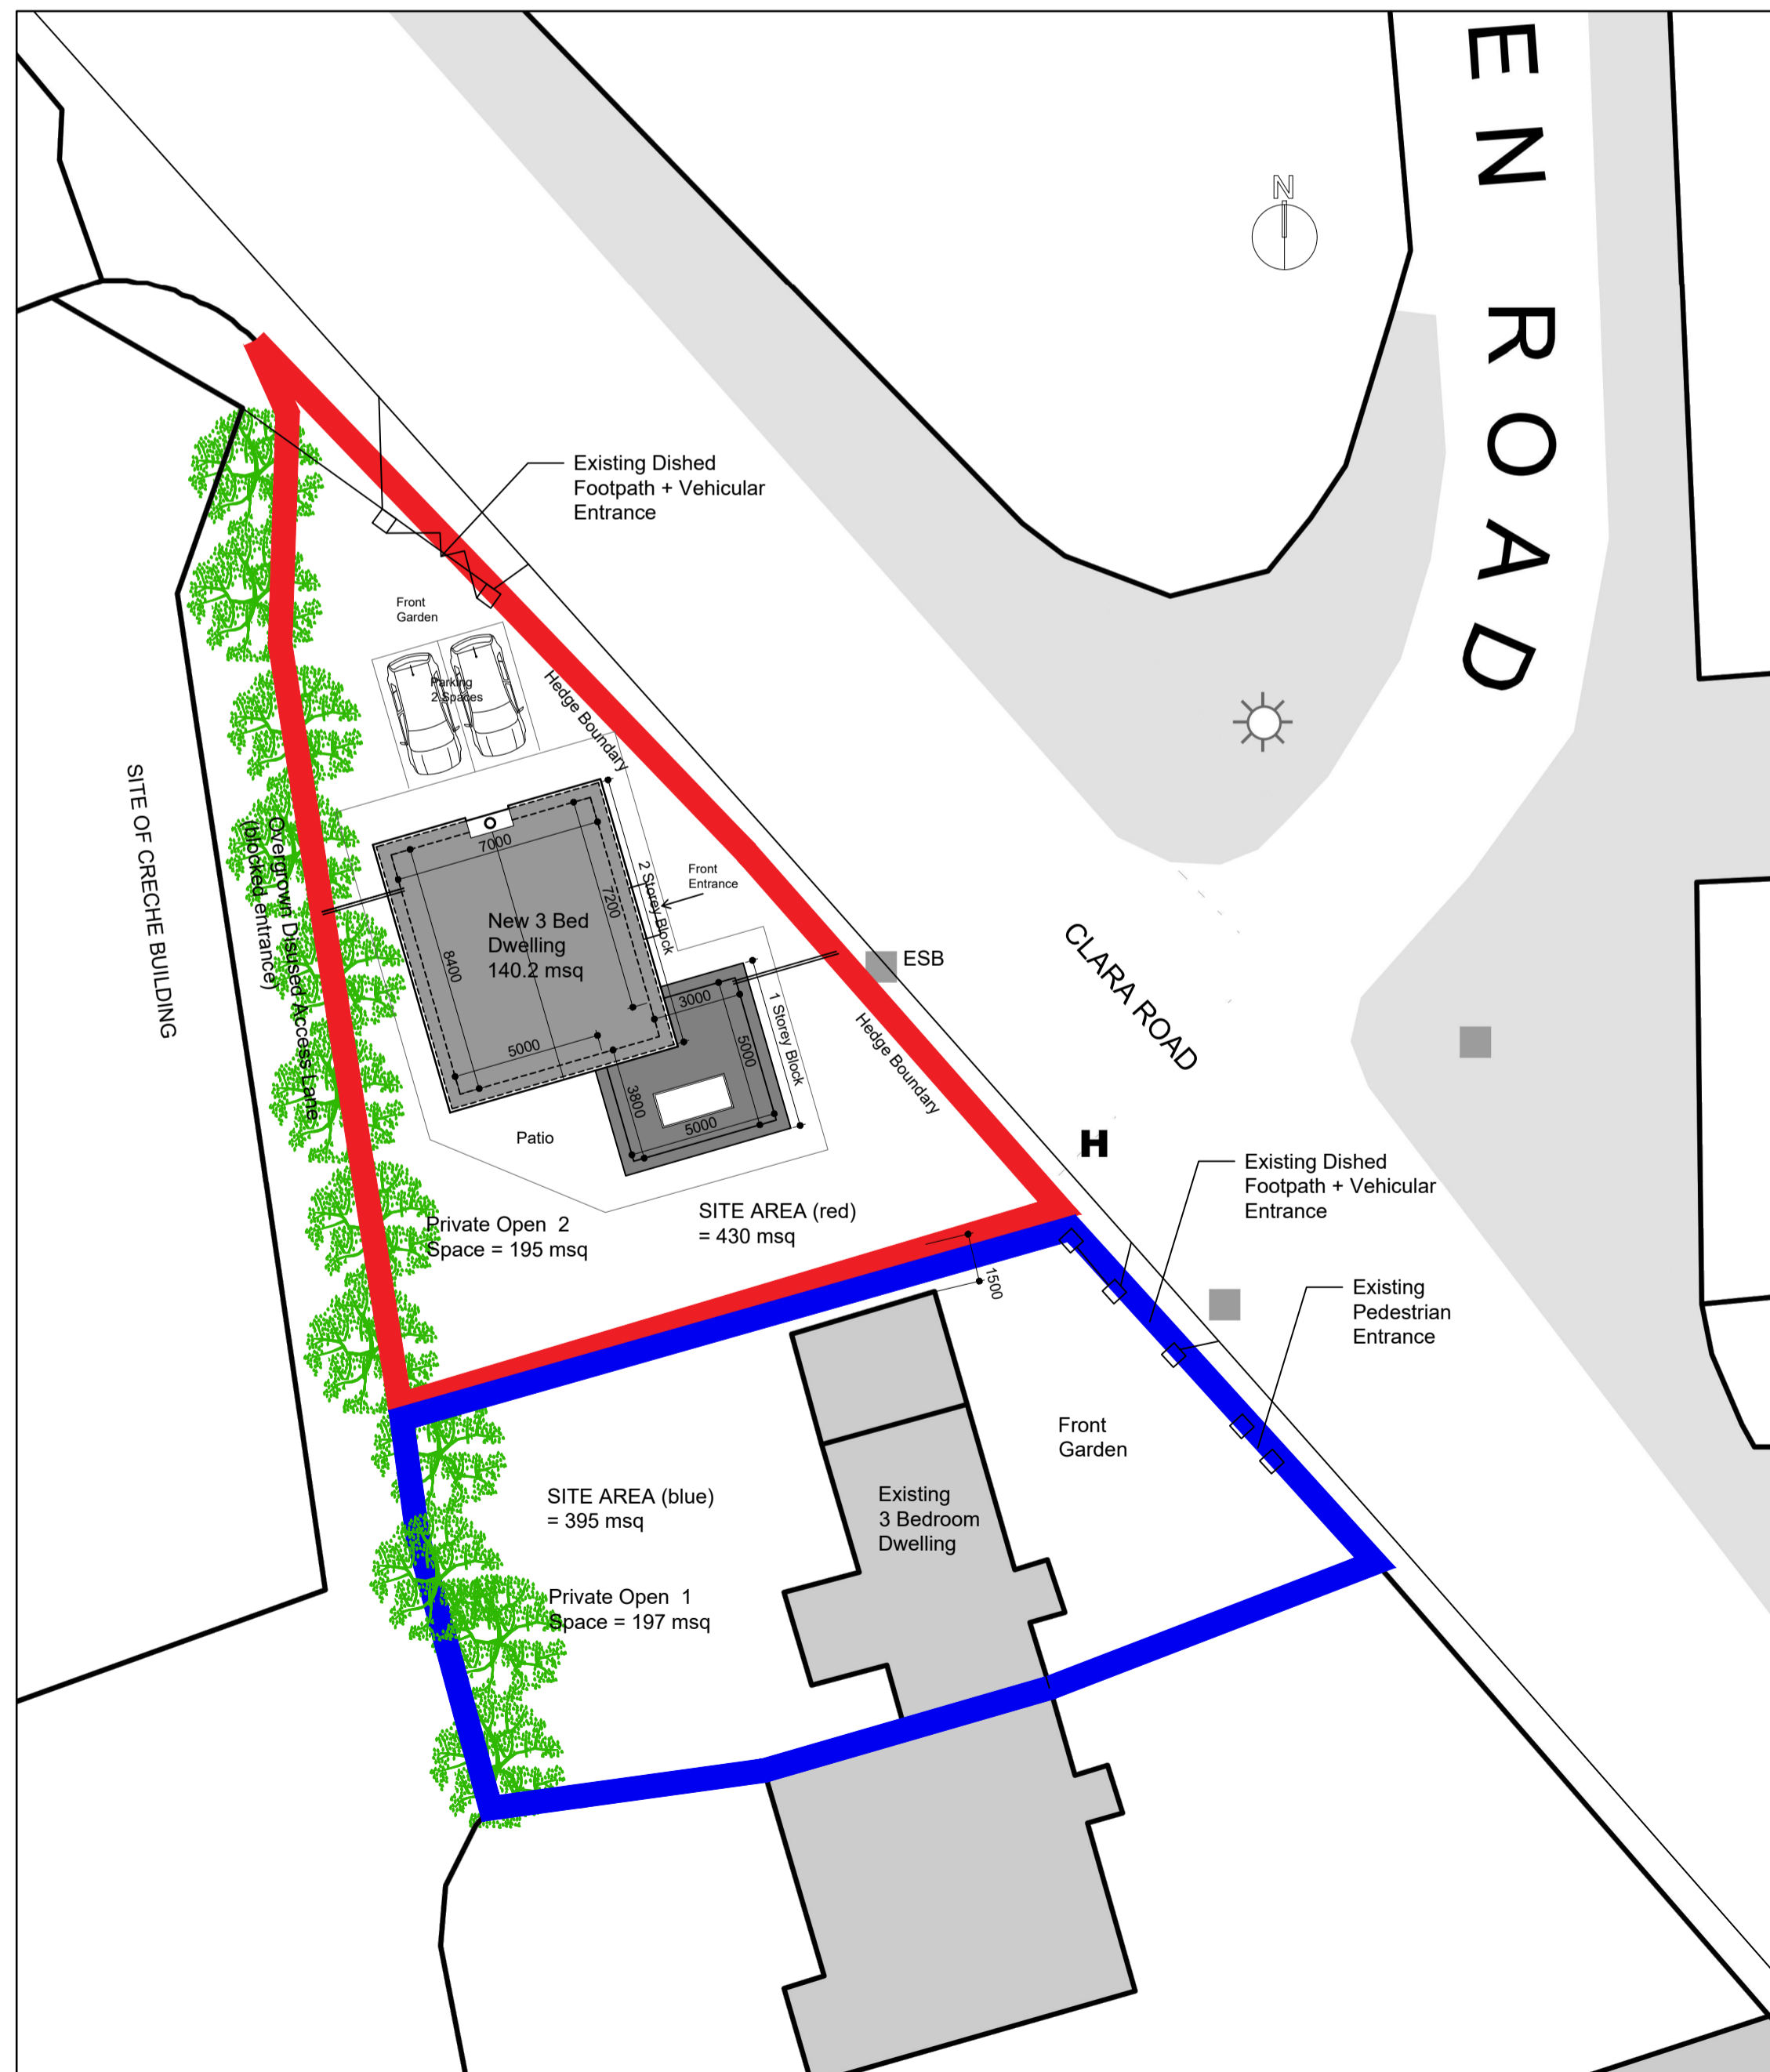 EN ROAD
N
Existing Dished
Footpath + Vehicular
Entrance
Front
Garden
Parking
2 Spaces
Hedge Boundary
SITE OF CRECHE BUILDING
Overgrown Disused Access Lane
(blocked entrance)
7000
7200
8400
5000
New 3 Bed
Dwelling
140.2 msq
2 Storey Block
Front
Entrance
ESB
3000
5000
3800
5000
1 Storey Block
Hedge Boundary
CLARA ROAD
Patio
H
Existing Dished
Footpath + Vehicular
Entrance
SITE AREA (red)
= 430 msq
Private Open 2
Space = 195 msq
1500
Existing
Pedestrian
Entrance
Front
Garden
SITE AREA (blue)
= 395 msq
Existing
3 Bedroom
Dwelling
Private Open 1
Space = 197 msq